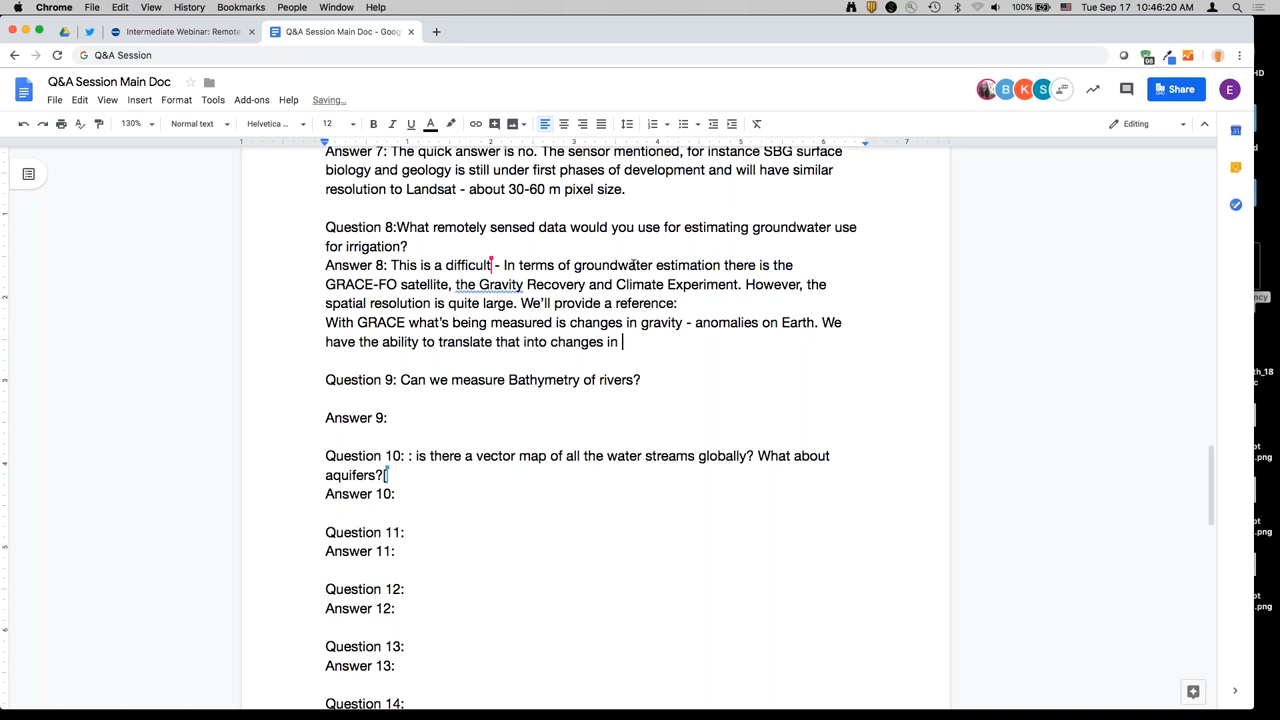 Chrome File Edit View History Bookmarks People Window Help 100% Tue Sep 17 10:46:20 AM
Intermediate Webinar: Remote Q&A Session Main Doc - Goog
Q&A Session 98
Q&A Session Main Doc
File Edit View Insert Format Tools Add-ons Help Saving...
B K S Share E
130% Normal text Helvetica ... 12 B I U A Editing
1 1 2 3 4 5 6 7
Answer 7: The quick answer is no. The sensor mentioned, for instance SBG surface
biology and geology is still under first phases of development and will have similar
resolution to Landsat - about 30-60 m pixel size.
Question 8:What remotely sensed data would you use for estimating groundwater use
for irrigation?
Answer 8: This is a difficult - In terms of groundwater estimation there is the
GRACE-FO satellite, the Gravity Recovery and Climate Experiment. However, the
spatial resolution is quite large. We'll provide a reference:
With GRACE what's being measured is changes in gravity - anomalies on Earth. We
have the ability to translate that into changes in
Question 9: Can we measure Bathymetry of rivers?
Answer 9:
Question 10: : is there a vector map of all the water streams globally? What about
aquifers?[
Answer 10:
Question 11:
Answer 11:
Question 12:
Answer 12:
Question 13:
Answer 13:
Question 14: